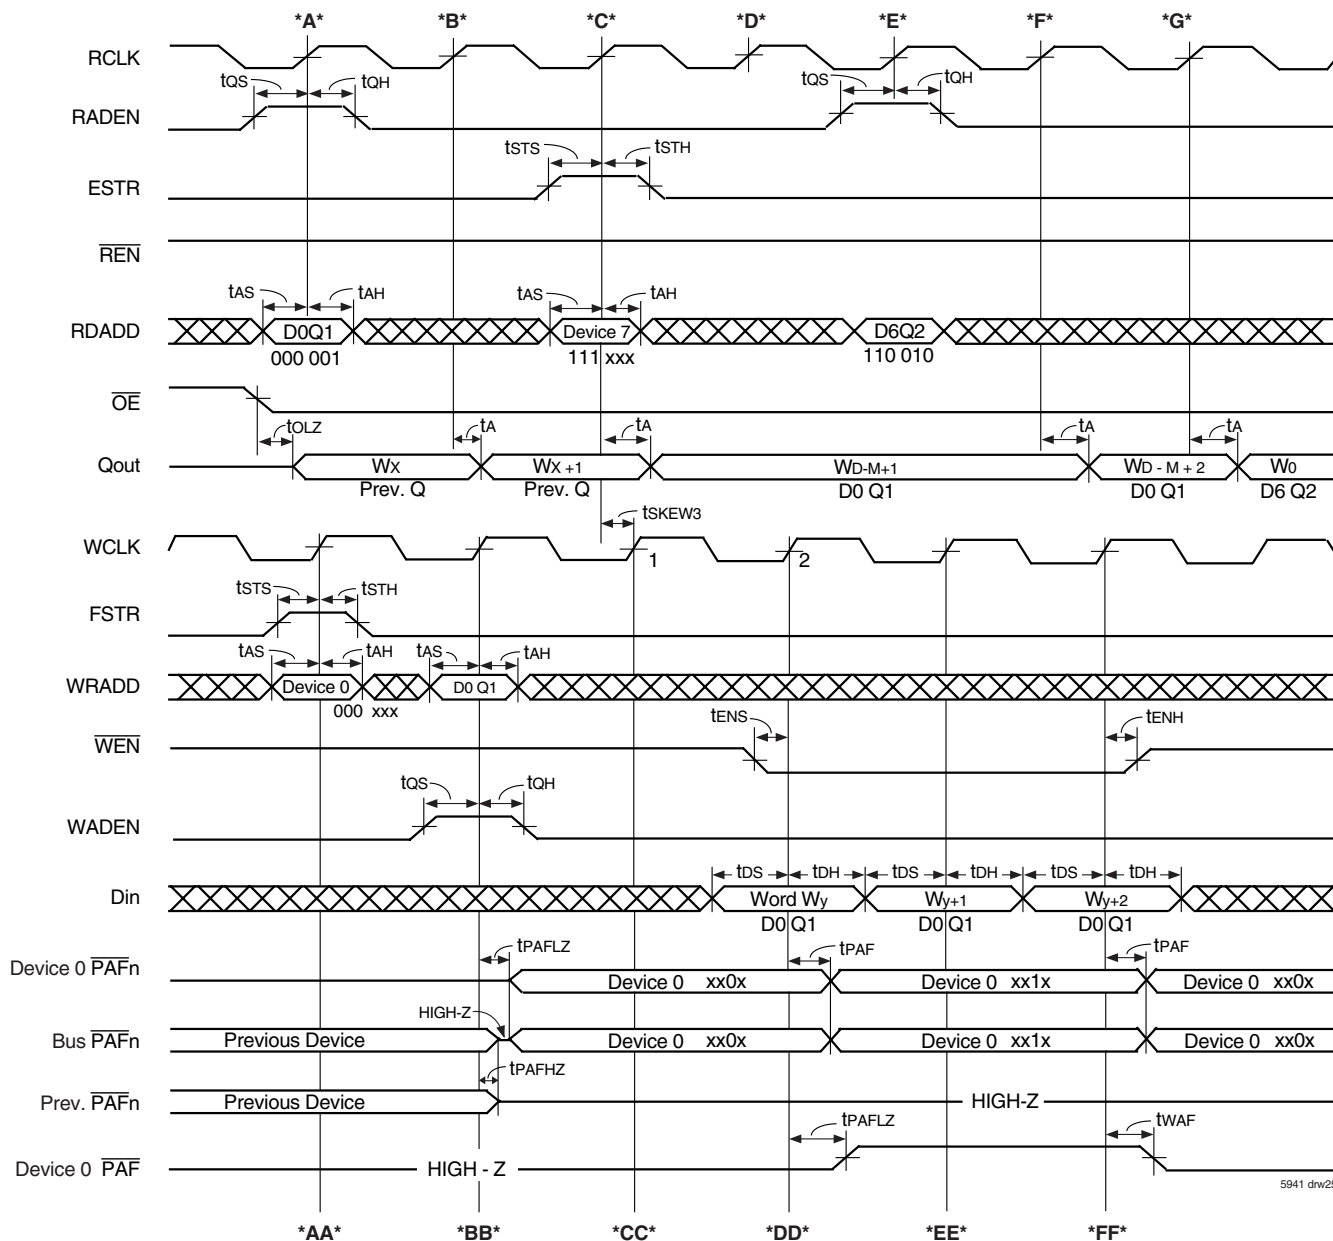 *A* *B* *C* *D* *E* *F* *G*
RCLK
tQS tQH tQS tQH
RADEN
tSTS tSTH
ESTR
REN
tAS tAH tAS tAH
RDADD D0Q1 Device 7 D6Q2
000 001 111 xxx 110 010
OE
tOLZ tA tA tA tA
Qout WX WX +1 WD-M+1 WD - M + 2 W0
Prev. Q Prev. Q D0 Q1 D0 Q1 D6 Q2
tSKEW3
WCLK 1 2
tSTS tSTH
FSTR
tAS tAH tAS tAH
WRADD Device 0 D0 Q1
000 xxx
tENS tENH
WEN
tQS tQH
WADEN
tDS tDH tDS tDH tDS tDH
Din Word Wy Wy+1 Wy+2
D0 Q1 D0 Q1 D0 Q1
tPAFLZ tPAF tPAF
Device 0 PAFn Device 0 xx0x Device 0 xx1x Device 0 xx0x
HIGH-Z
Bus PAFn Previous Device Device 0 xx0x Device 0 xx1x Device 0 xx0x
tPAFHZ
Prev. PAFn Previous Device HIGH-Z
tPAFLZ tWAF
Device 0 PAF HIGH - Z
5941 drw25
*AA* *BB* *CC* *DD* *EE* *FF*